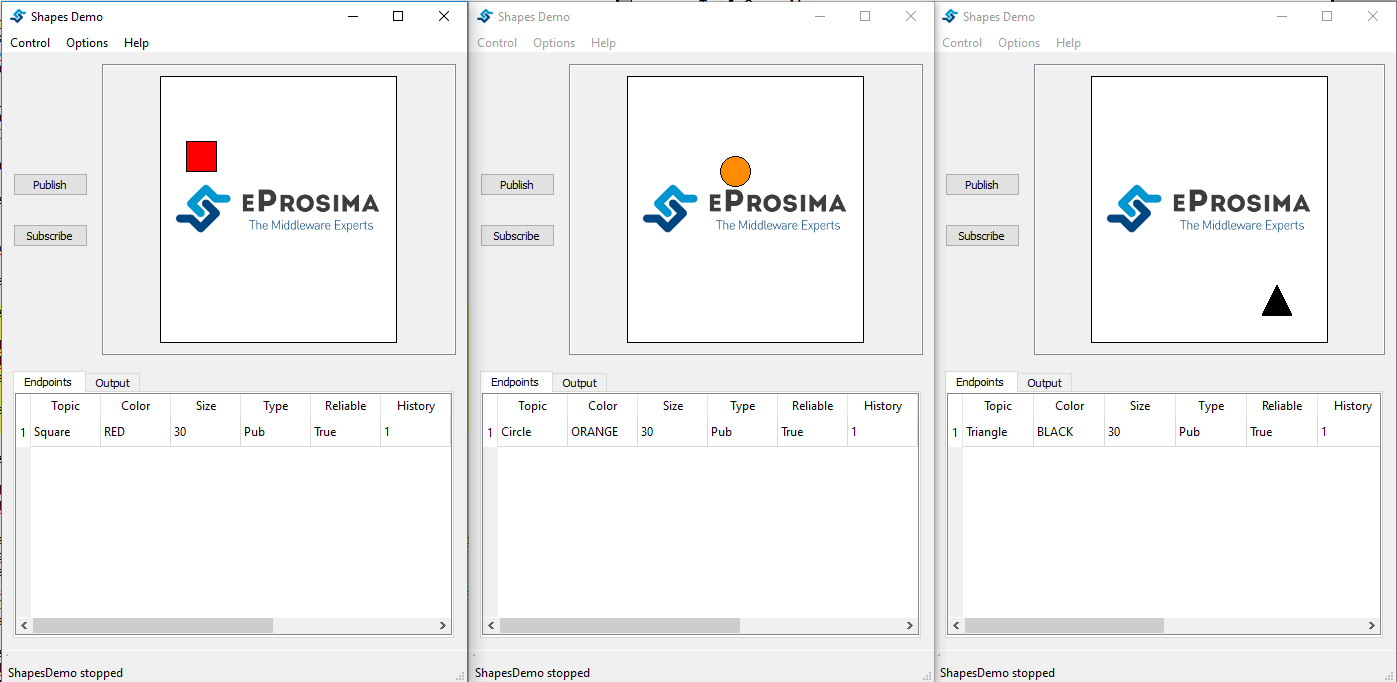 Shapes Demo
Control Options Help
Publish
Subscribe
EPROSIMA
The Middleware Experts
Endpoints Output
Topic Color Size Type Reliable History
1 Square RED 30 Pub True 1
ShapesDemo stopped
Shapes Demo
Control Options Help
Publish
Subscribe
EPROSIMA
The Middleware Experts
Endpoints Output
Topic Color Size Type Reliable History
1 Circle ORANGE 30 Pub True 1
ShapesDemo stopped
Shapes Demo
Control Options Help
Publish
Subscribe
EPROSIMA
The Middleware Experts
Endpoints Output
Topic Color Size Type Reliable History
1 Triangle BLACK 30 Pub True 1
ShapesDemo stopped